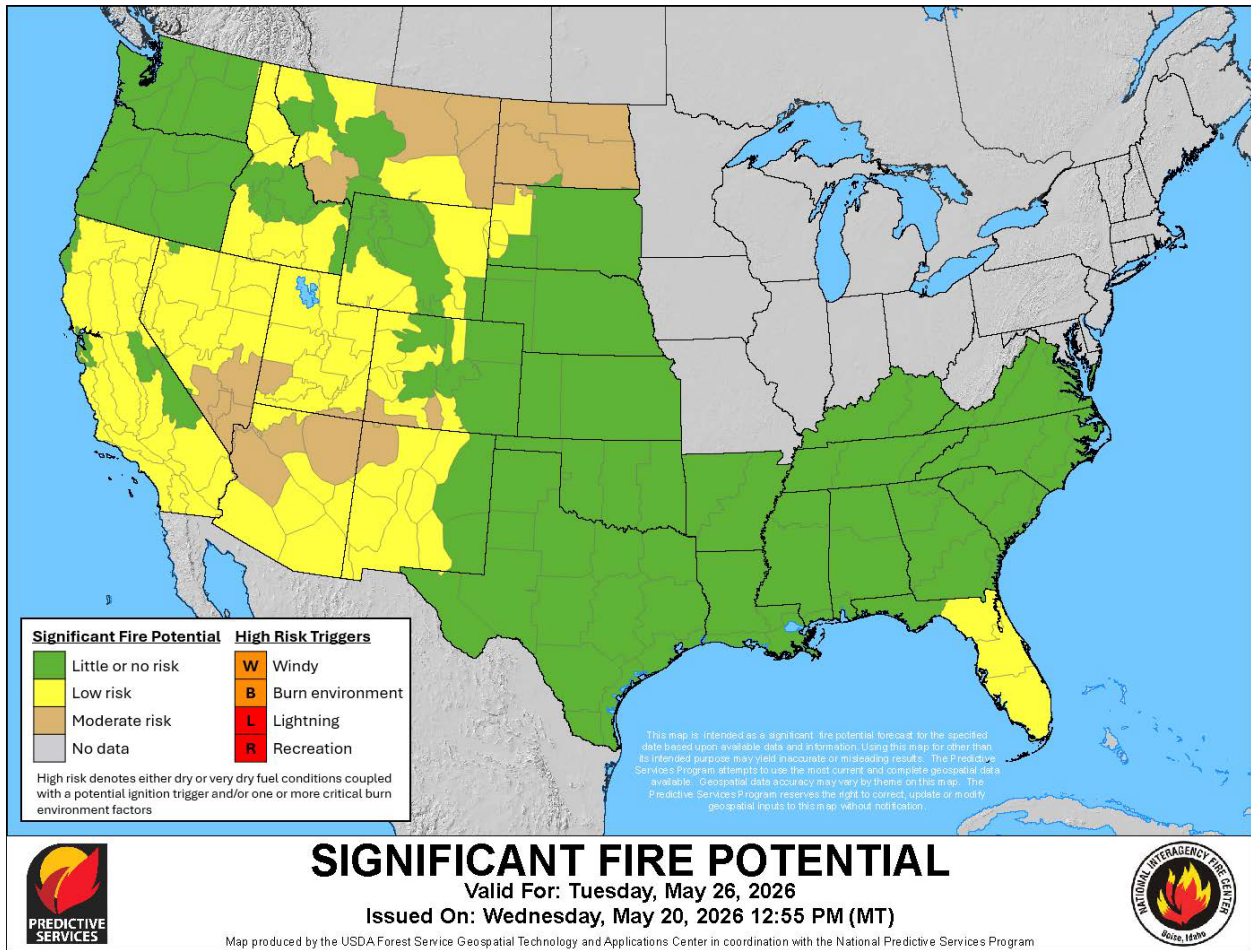 Significant Fire Potential
High Risk Triggers
Little or no risk
Low risk
Moderate risk
No data
W Windy
B Burn environment
L Lightning
R Recreation
High risk denotes either dry or very dry fuel conditions coupled
with a potential ignition trigger and/or one or more critical burn
environment factors
This map is intended as a significant fire potential forecast for the specified
date based upon available data and information. Using this map for other than
its intended purpose may yield inaccurate or misleading results. The Predictive
Services Program attempts to use the most current and complete geospatial data
available. Geospatial data accuracy may vary by theme on this map. The
Predictive Services Program reserves the right to correct, update or modify
geospatial inputs to this map without notification.
PREDICTIVE
SERVICES
SIGNIFICANT FIRE POTENTIAL
Valid For: Tuesday, May 26, 2026
Issued On: Wednesday, May 20, 2026 12:55 PM (MT)
Map produced by the USDA Forest Service Geospatial Technology and Applications Center in coordination with the National Predictive Services Program
NATIONAL INTERAGENCY FIRE CENTER
Boise, Idaho